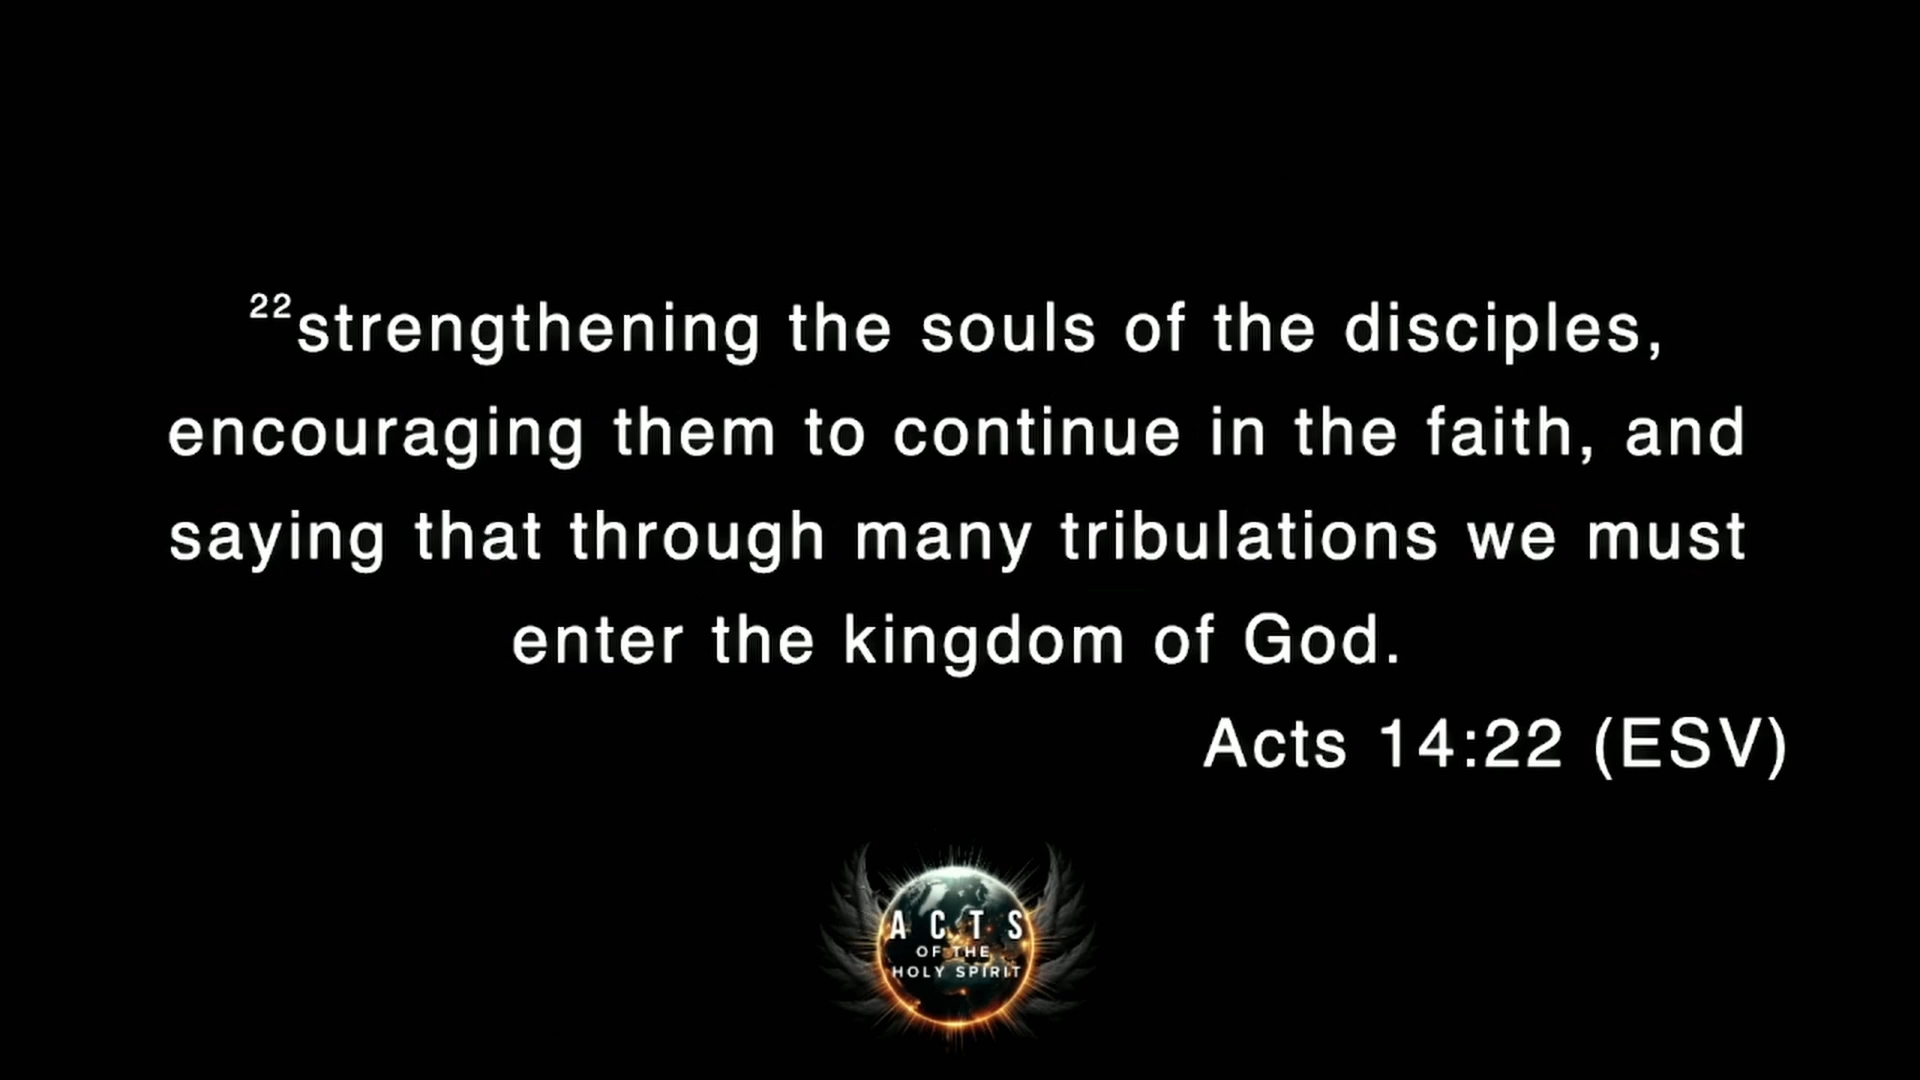 22strengthening the souls of the disciples,
encouraging them to continue in the faith, and
saying that through many tribulations we must
enter the kingdom of God.
Acts 14:22 (ESV)
ACTS
OF THE
HOLY SPIRIT